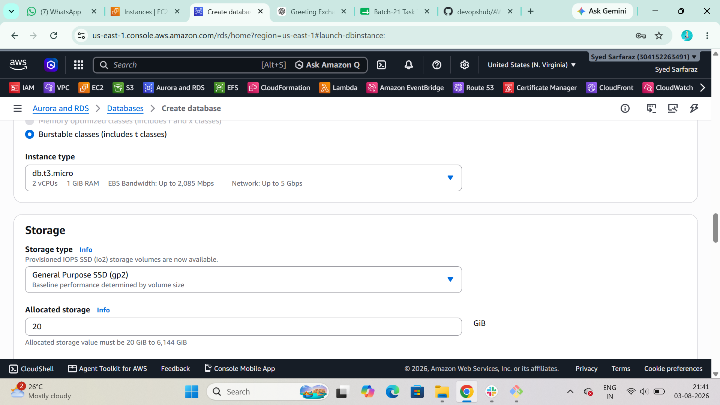 (7) WhatsApp
Instances | EC2
Create databa
Greeting Excha
Batch-21 Task
devopshub/A
Ask Gemini
us-east-1.console.aws.amazon.com/rds/home?region=us-east-1#launch-dbinstance:
aws
Search [Alt+S] Ask Amazon Q
United States (N. Virginia) ▼
Syed Sarfaraz (304152263491) ▼
Syed Sarfaraz
IAM VPC EC2 S3 Aurora and RDS EFS CloudFormation Lambda Amazon EventBridge Route 53 Certificate Manager CloudFront CloudWatch
Aurora and RDS > Databases > Create database
Memory optimized classes (includes r and x classes)
Burstable classes (includes t classes)
Instance type
db.t3.micro
2 vCPUs 1 GiB RAM EBS Bandwidth: Up to 2,085 Mbps Network: Up to 5 Gbps
Storage
Storage type Info
Provisioned IOPS SSD (io2) storage volumes are now available.
General Purpose SSD (gp2)
Baseline performance determined by volume size
Allocated storage Info
20
GiB
Allocated storage value must be 20 GiB to 6,144 GiB
CloudShell Agent Toolkit for AWS Feedback Console Mobile App © 2026, Amazon Web Services, Inc. or its affiliates. Privacy Terms Cookie preferences
2
26°C
Mostly cloudy
Search
ENG
IN
21:41
03-08-2026